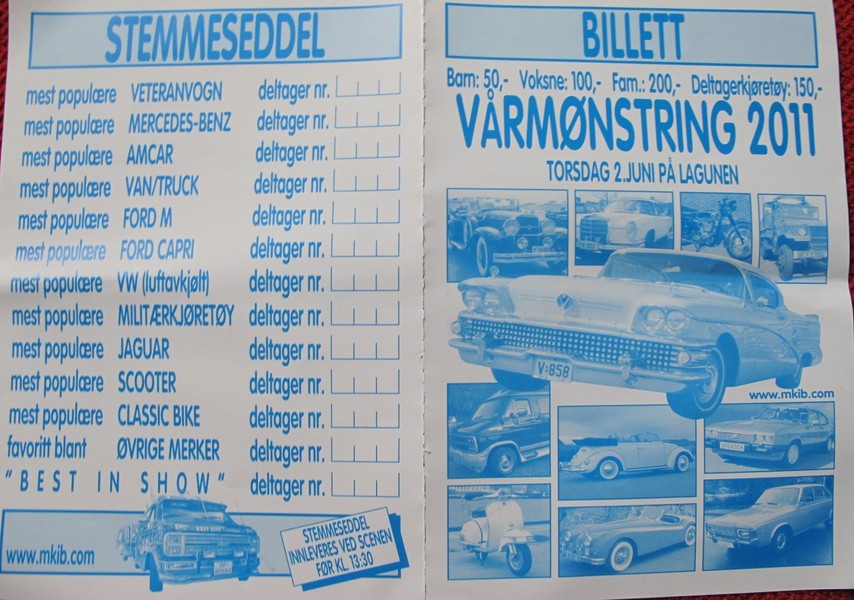 STEMMESEDDEL
mest populære VETERANVOGN deltager nr.
mest populære MERCEDES-BENZ deltager nr.
mest populære AMCAR deltager nr.
mest populære VAN/TRUCK deltager nr.
mest populære FORD M deltager nr.
mest populære FORD CAPRI deltager nr.
mest populære VW (luftavkjølt) deltager nr.
mest populære MILITÆRKJØRETØY deltager nr.
mest populære JAGUAR deltager nr.
mest populære SCOOTER deltager nr.
mest populære CLASSIC BIKE deltager nr.
favoritt blant ØVRIGE MERKER deltager nr.
"BEST IN SHOW" deltager nr.
www.mkib.com
STEMMESEDDEL
INNLEVERES VED SCENEN
FØR KL. 13:30
BILLETT
Barn: 50,- Voksne: 100,- Fam.: 200,- Deltagerkjøretøy: 150,-
VÅRMØNSTRING 2011
TORSDAG 2.JUNI PÅ LAGUNEN
V:858
www.mkib.com